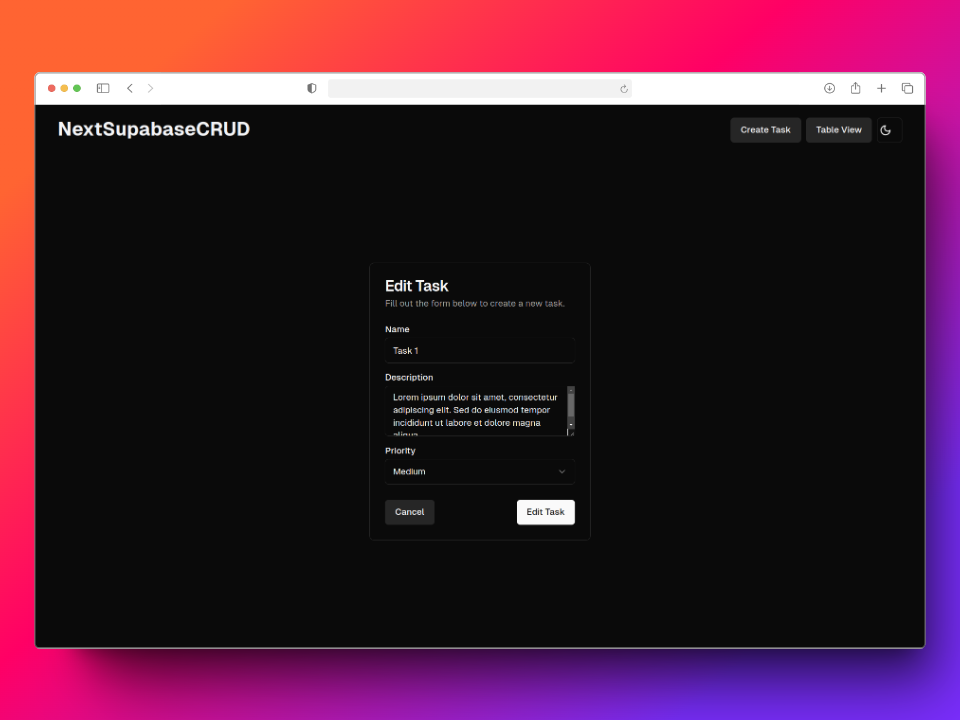 NextSupabaseCRUD
Create Task
Table View
Edit Task
Fill out the form below to create a new task.
Name
Task 1
Description
Lorem ipsum dolor sit amet, consectetur
adipiscing elit. Sed do eiusmod tempor
incididunt ut labore et dolore magna
aliqua
Priority
Medium
Cancel
Edit Task